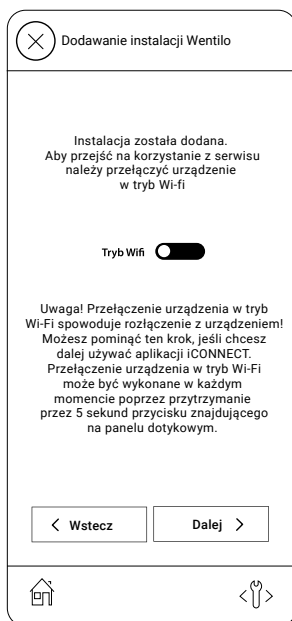 Dodawanie instalacji Wentilo
Instalacja została dodana.
Aby przejść na korzystanie z serwisu
należy przełączyć urządzenie
w tryb Wi-fi
Tryb Wifi
Uwaga! Przełączenie urządzenia w tryb
Wi-Fi spowoduje rozłączenie z urządzeniem!
Możesz pominąć ten krok, jeśli chcesz
dalej używać aplikacji iCONNECT.
Przełączenie urządzenia w tryb Wi-Fi
może być wykonane w każdym
momencie poprzez przytrzymanie
przez 5 sekund przycisku znajdującego
na panelu dotykowym.
Wstecz
Dalej